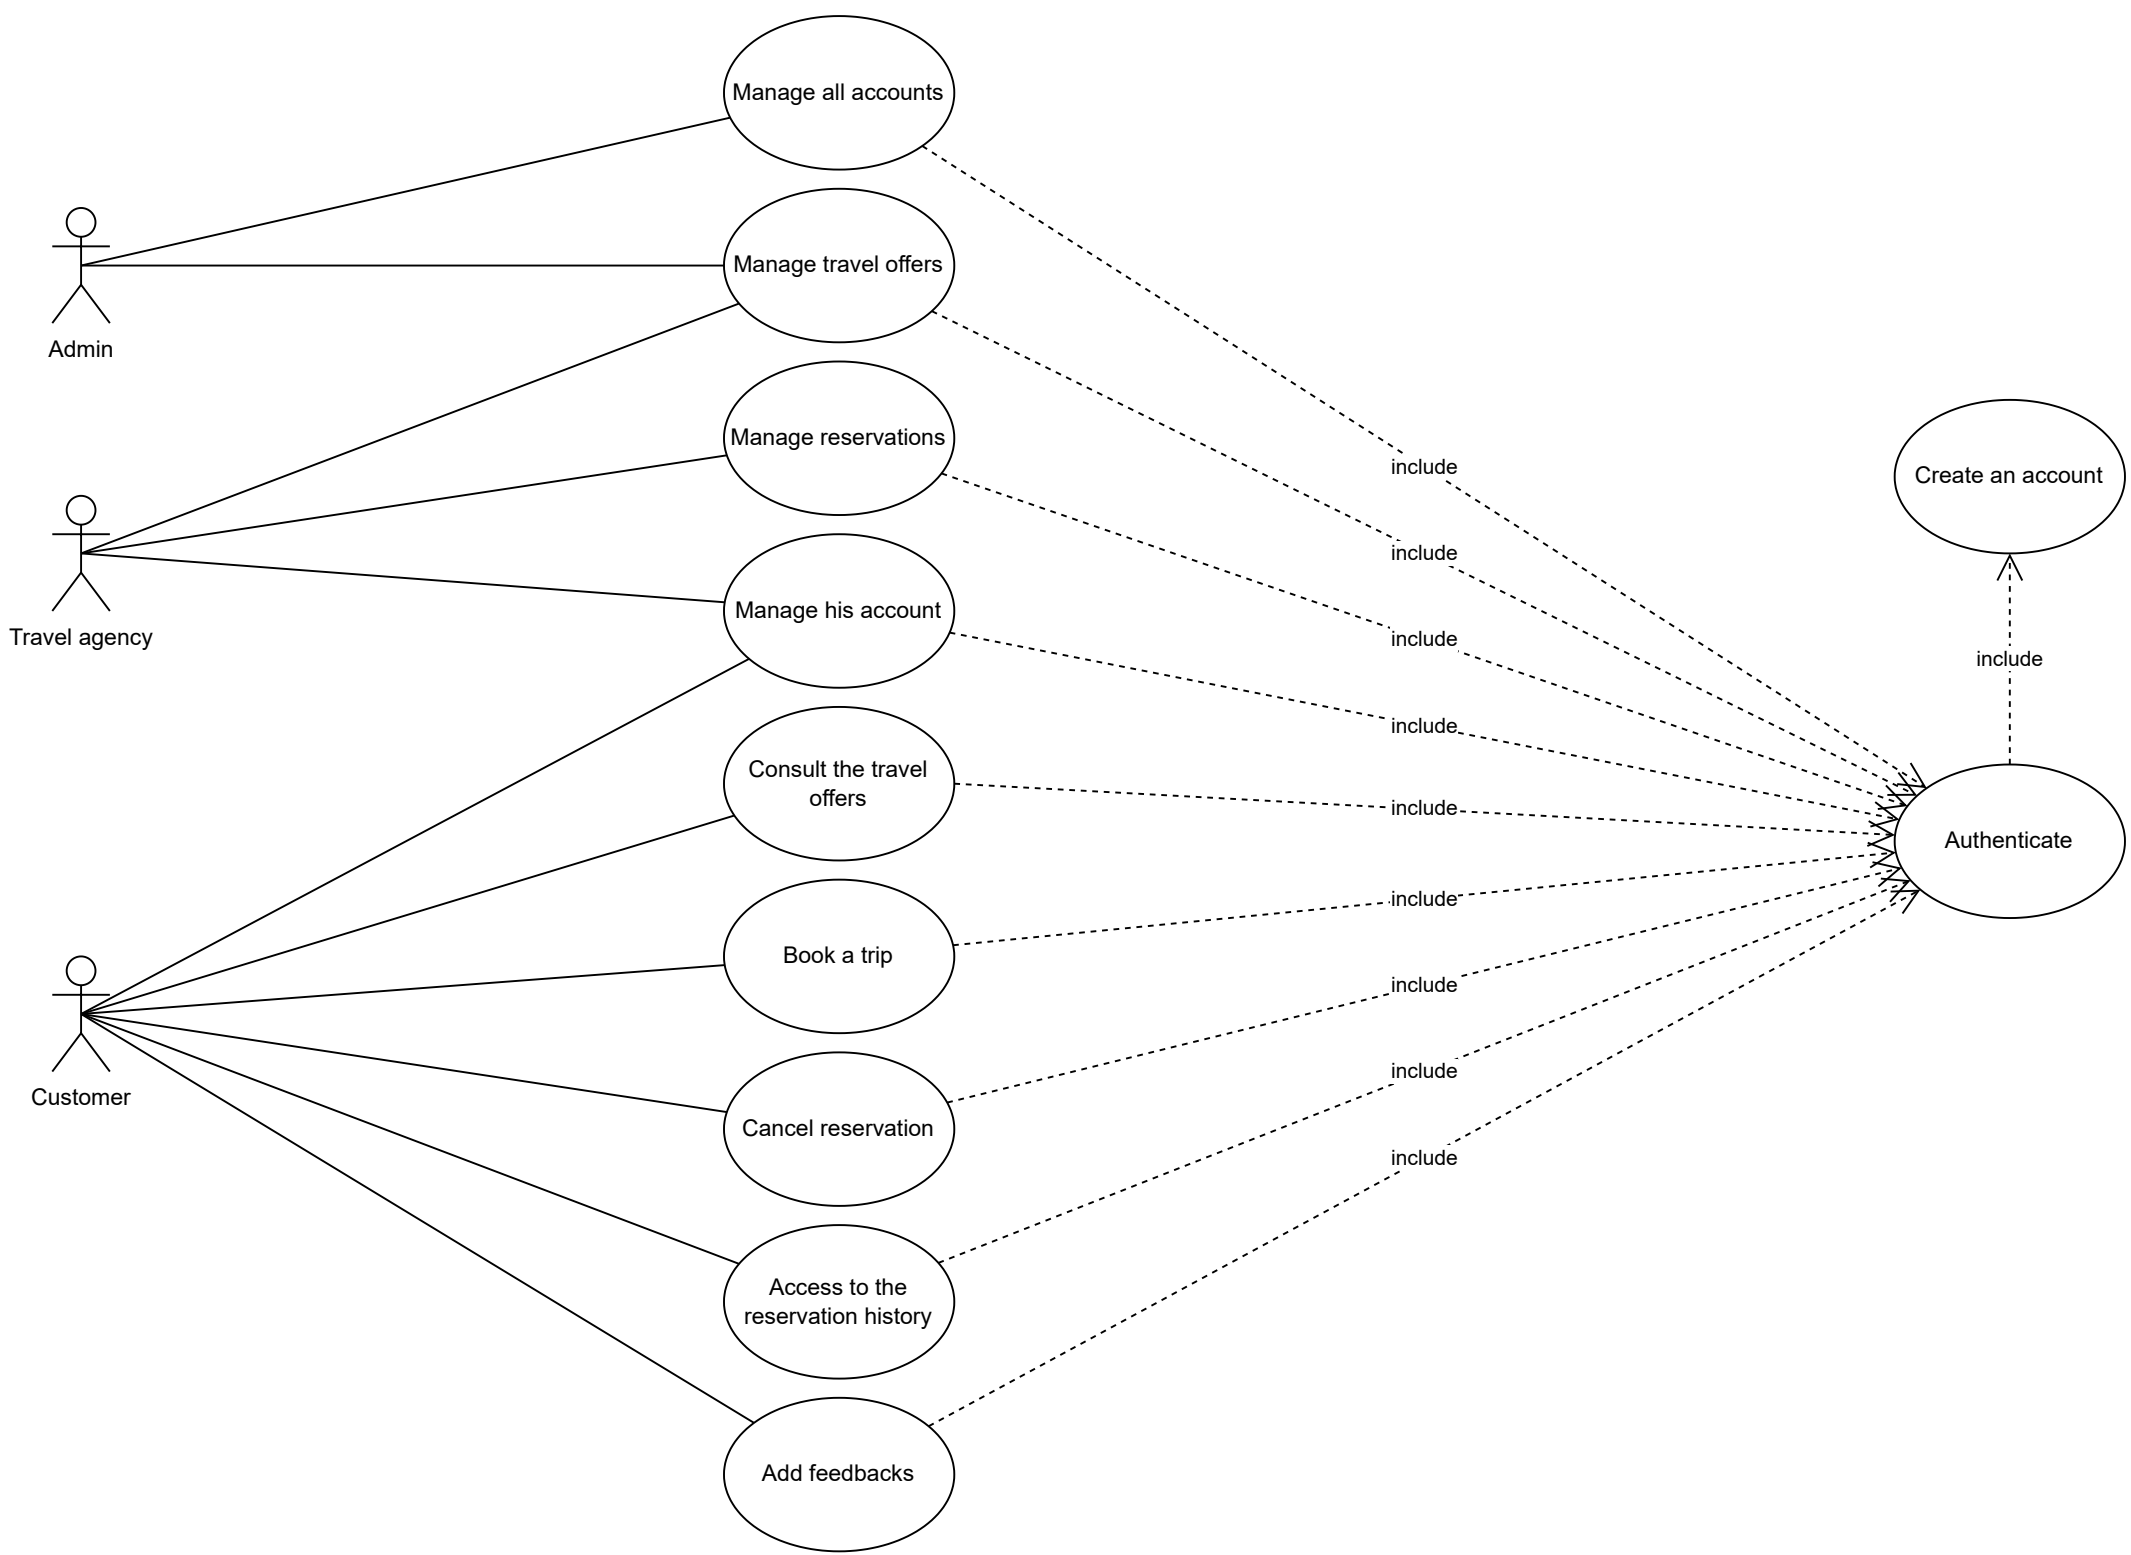 Manage all accounts
Manage travel offers
Admin
Manage reservations
include
Create an account
include
Travel agency
Manage his account
include
include
include
Consult the travel
offers
include
Authenticate
Book a trip
include
Customer
Cancel reservation
include
include
include
Access to the
reservation history
Add feedbacks